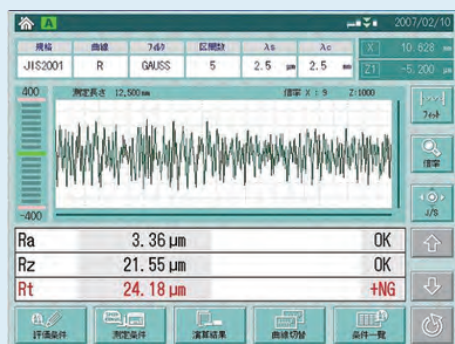 A 2007/02/10
規格 曲線 フィルタ 区間数 λs λc X 10.628 mm
JIS2001 R GAUSS 5 2.5 μm 2.5 mm Z1 -5.200 μm
400 測定長さ 12.500mm 倍率 X : 9 Z:1000
フィット
倍率
-400 J/S
Ra 3.36 μm OK
Rz 21.55 μm OK
Rt 24.18 μm +NG
評価条件 測定条件 演算結果 曲線切替 条件一覧